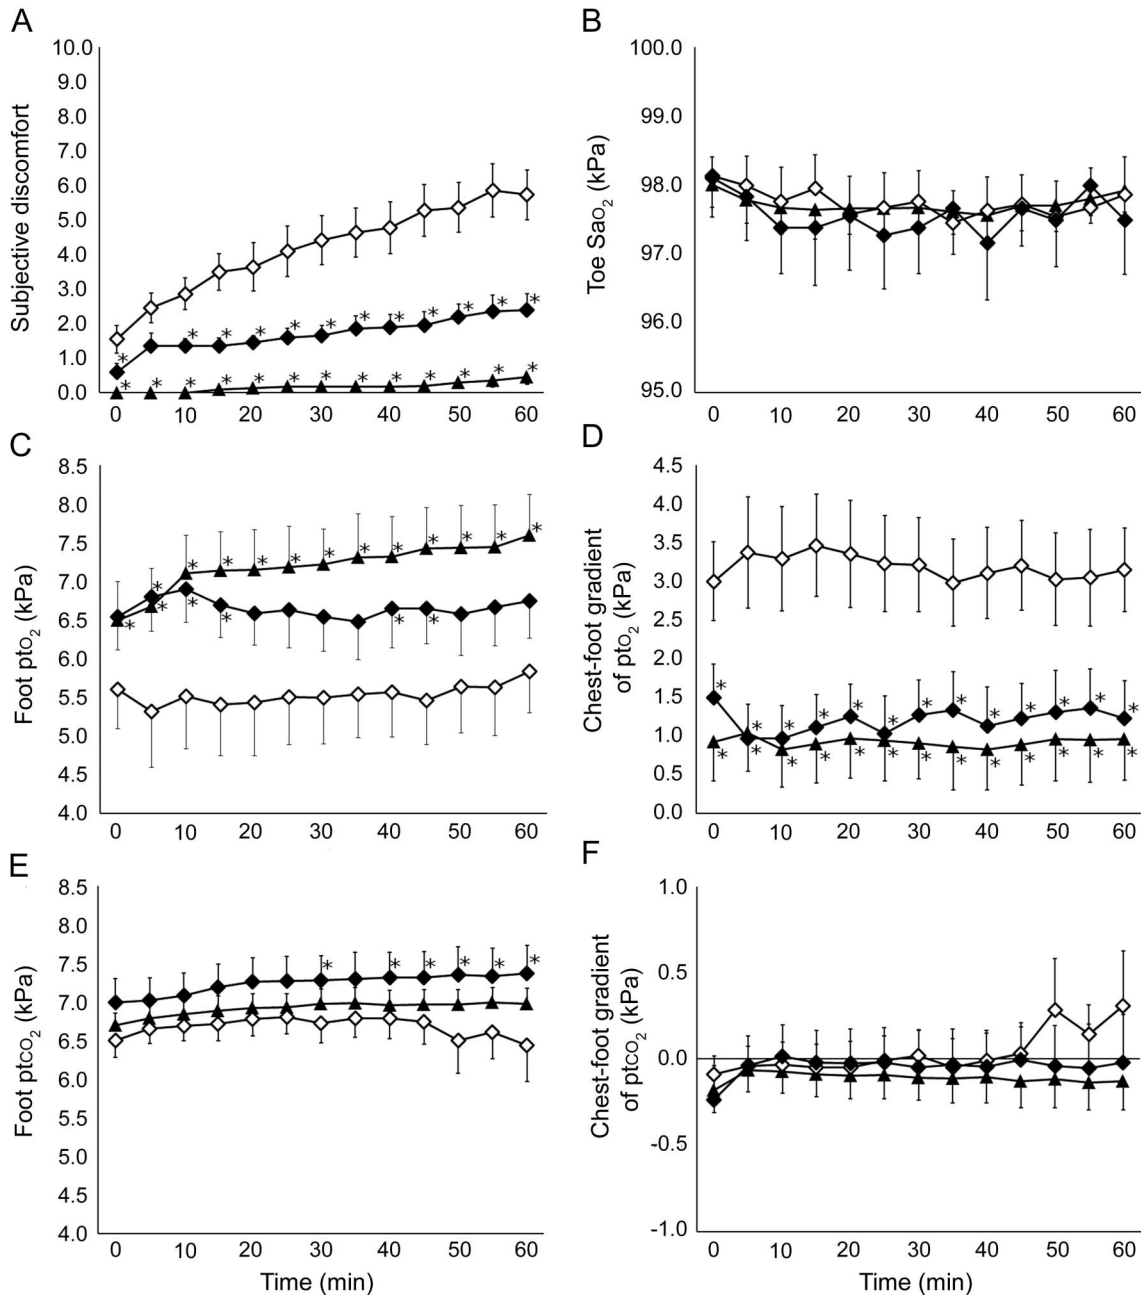 A
Subjective discomfort
10.0
9.0
8.0
7.0
6.0
5.0
4.0
3.0
2.0
1.0
0.0
* * * * * * * * * * * *
* * * * * * * * * * * * *
0 10 20 30 40 50 60
B
Toe SaO₂ (kPa)
100.0
99.0
98.0
97.0
96.0
95.0
0 10 20 30 40 50 60
C
Foot ptO₂ (kPa)
8.5
8.0
7.5
7.0
6.5
6.0
5.5
5.0
4.5
4.0
* * * * * * * * * * * *
* * * * *
0 10 20 30 40 50 60
D
Chest-foot gradient
of ptO₂ (kPa)
4.5
4.0
3.5
3.0
2.5
2.0
1.5
1.0
0.5
0.0
* * * * * * * * * * * * *
* * * * * * * * * * * * *
0 10 20 30 40 50 60
E
Foot ptCO₂ (kPa)
8.5
8.0
7.5
7.0
6.5
6.0
5.5
5.0
4.5
4.0
* * * * * *
0 10 20 30 40 50 60
Time (min)
F
Chest-foot gradient
of ptCO₂ (kPa)
1.0
0.5
0.0
-0.5
-1.0
0 10 20 30 40 50 60
Time (min)